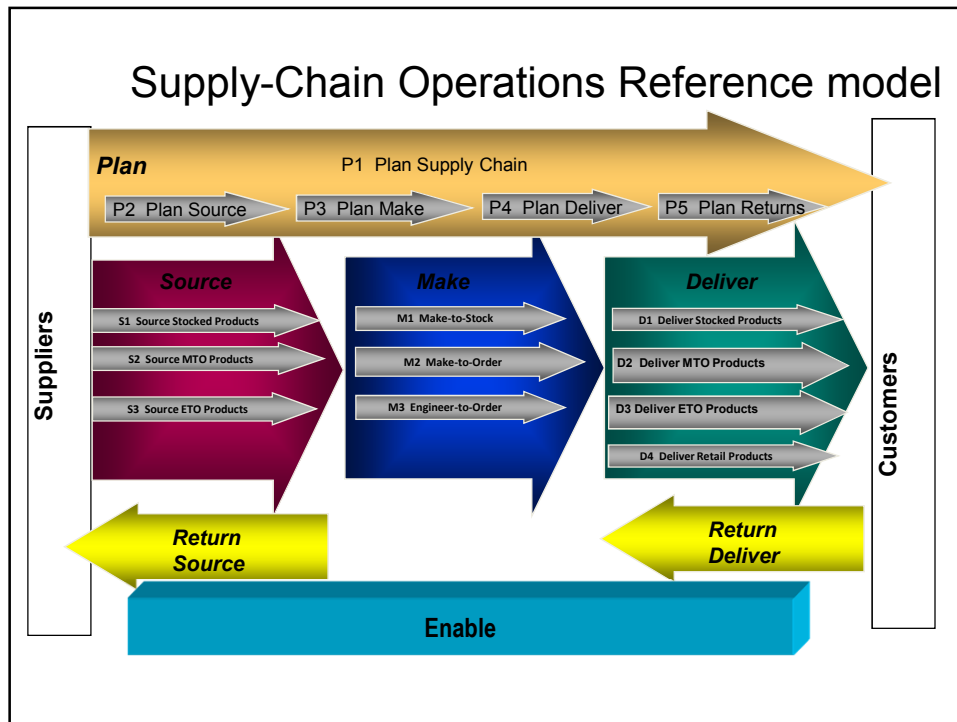 Supply-Chain Operations Reference model
Plan
P1 Plan Supply Chain
P2 Plan Source
P3 Plan Make
P4 Plan Deliver
P5 Plan Returns
Suppliers
Source
S1 Source Stocked Products
S2 Source MTO Products
S3 Source ETO Products
Make
M1 Make-to-Stock
M2 Make-to-Order
M3 Engineer-to-Order
Deliver
D1 Deliver Stocked Products
D2 Deliver MTO Products
D3 Deliver ETO Products
D4 Deliver Retail Products
Customers
Return
Source
Return
Deliver
Enable